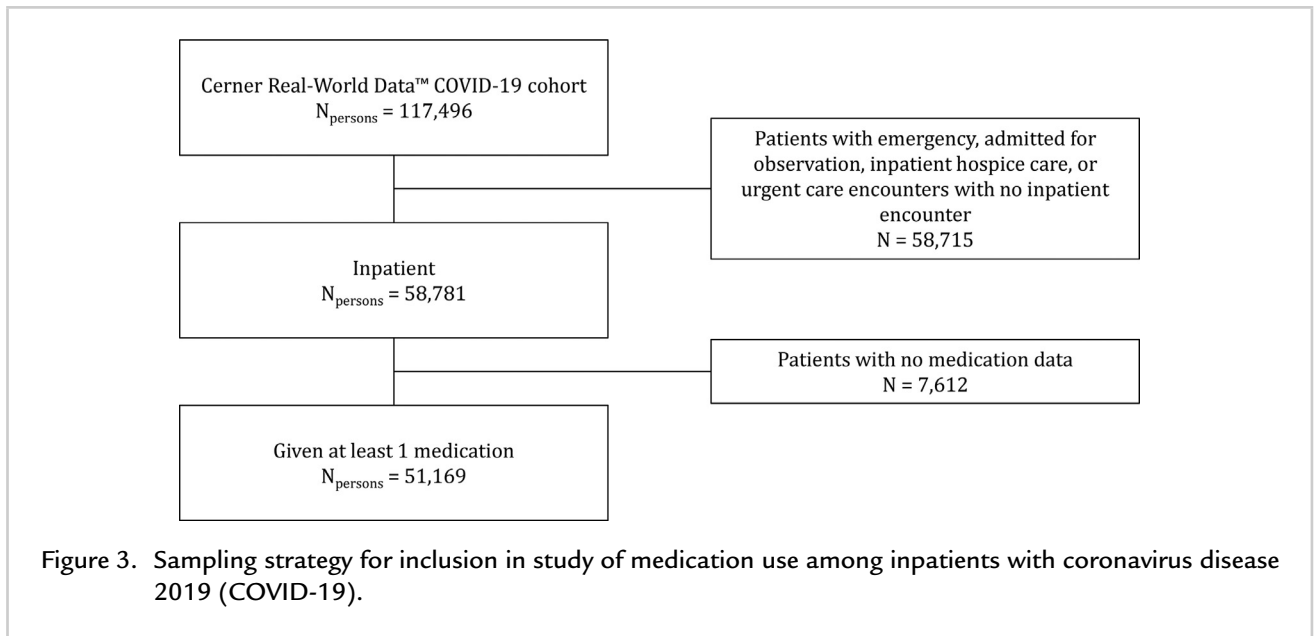 Cerner Real-World Data™ COVID-19 cohort
Npersons = 117,496
Patients with emergency, admitted for
observation, inpatient hospice care, or
urgent care encounters with no inpatient
encounter
N = 58,715
Inpatient
Npersons = 58,781
Patients with no medication data
N = 7,612
Given at least 1 medication
Npersons = 51,169
Figure 3. Sampling strategy for inclusion in study of medication use among inpatients with coronavirus disease
2019 (COVID-19).